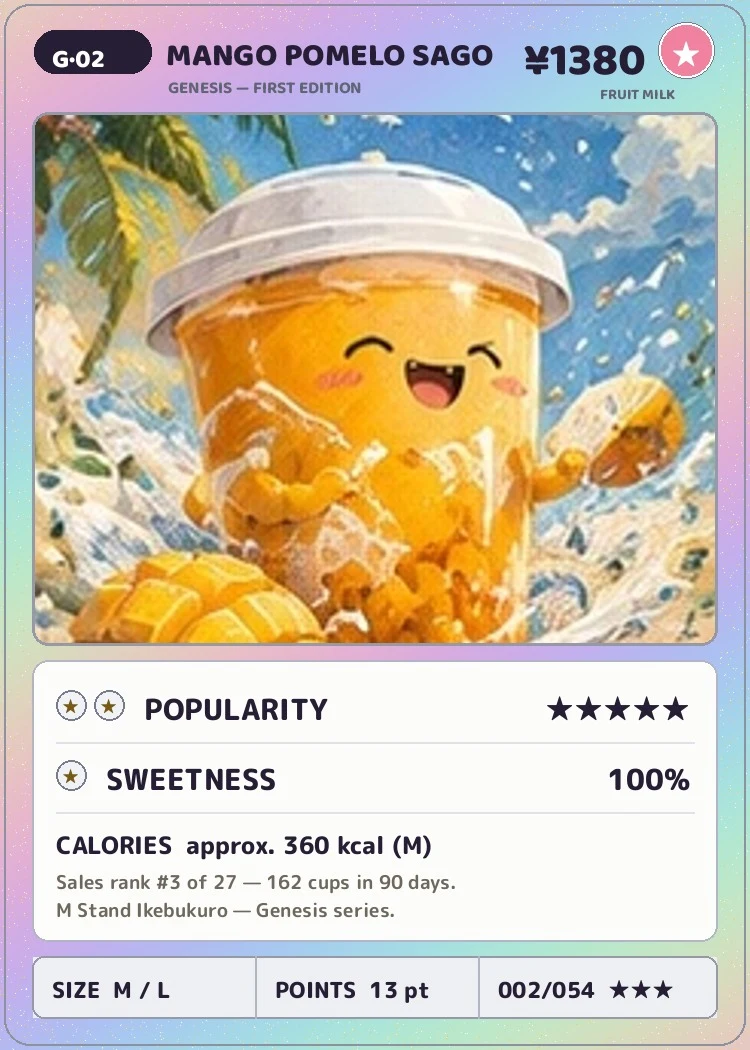 G·02 MANGO POMELO SAGO ¥1380 ★
GENESIS — FIRST EDITION
FRUIT MILK
★ ★ POPULARITY ★★★★★
★ SWEETNESS 100%
CALORIES approx. 360 kcal (M)
Sales rank #3 of 27 — 162 cups in 90 days.
M Stand Ikebukuro — Genesis series.
SIZE M / L POINTS 13 pt 002/054 ★★★